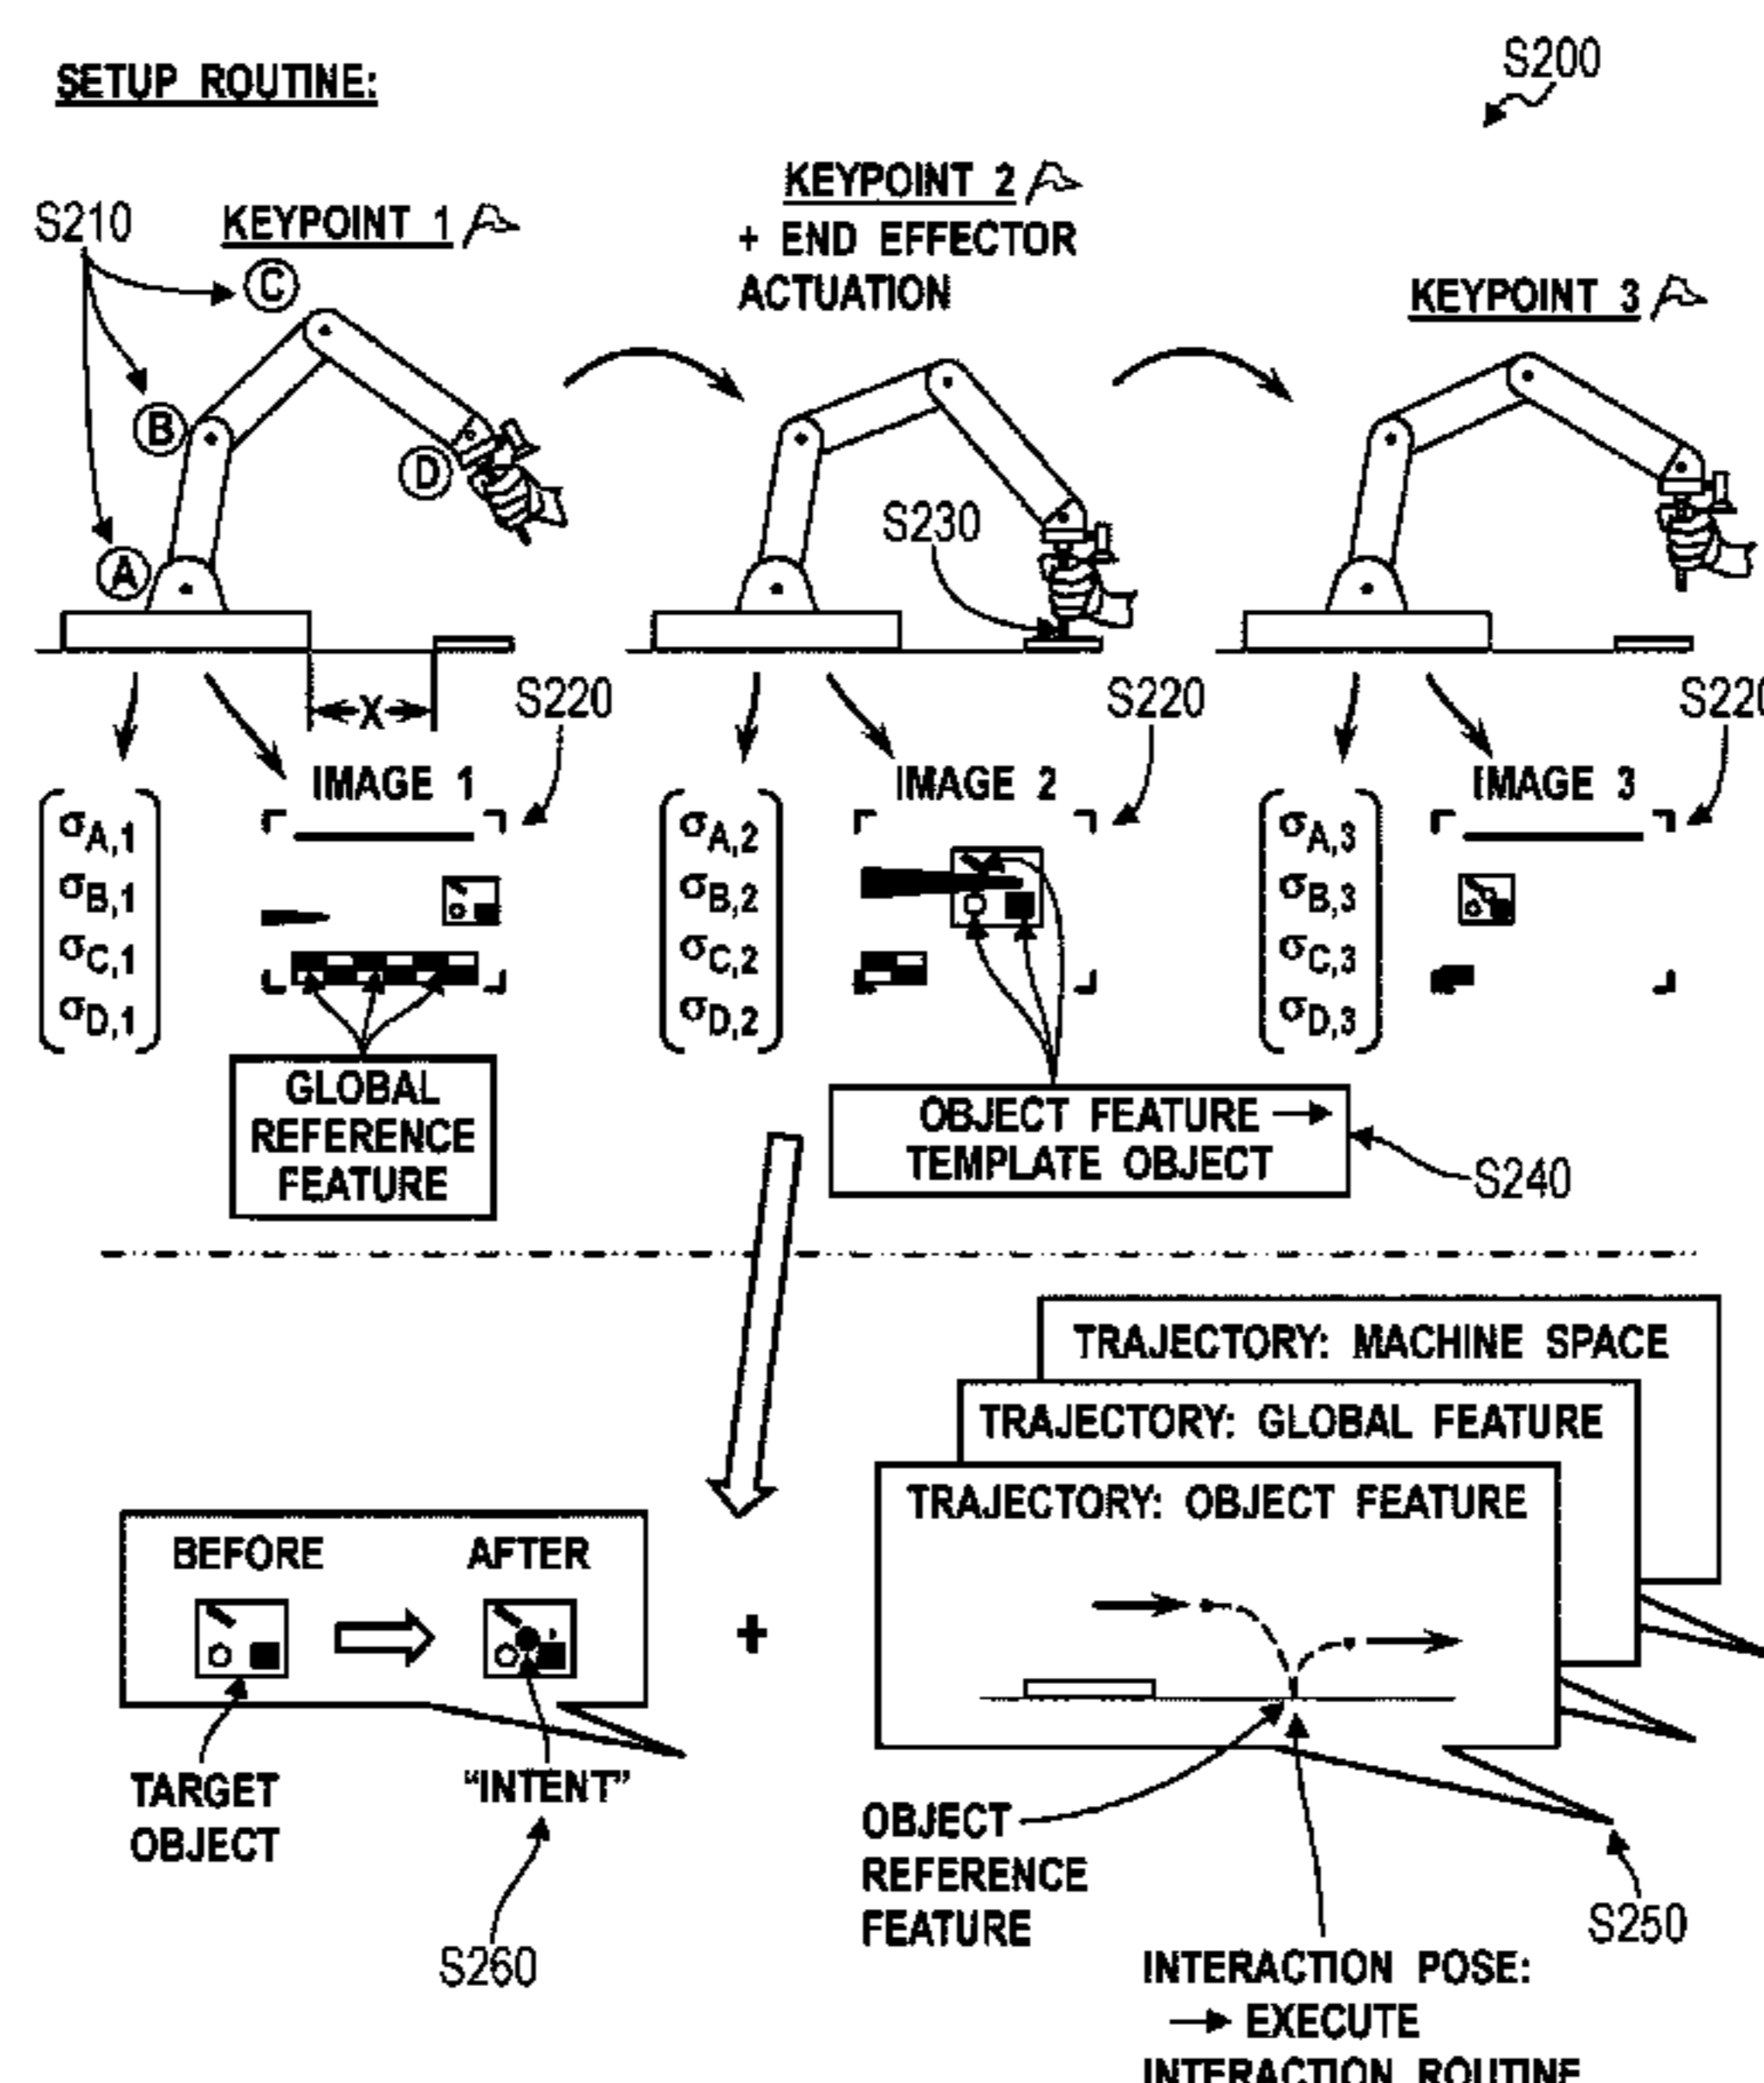 SETUP ROUTINE:
S200
S210
KEYPOINT 1
KEYPOINT 2
+ END EFFECTOR
ACTUATION
KEYPOINT 3
C
B
D
A
S230
X
S220
S220
S220
IMAGE 1
IMAGE 2
IMAGE 3
σA,1
σB,1
σC,1
σD,1
σA,2
σB,2
σC,2
σD,2
σA,3
σB,3
σC,3
σD,3
GLOBAL
REFERENCE
FEATURE
OBJECT FEATURE →
TEMPLATE OBJECT
S240
TRAJECTORY: MACHINE SPACE
TRAJECTORY: GLOBAL FEATURE
TRAJECTORY: OBJECT FEATURE
BEFORE
AFTER
+
TARGET
OBJECT
"INTENT"
S260
OBJECT
REFERENCE
FEATURE
S250
INTERACTION POSE:
→ EXECUTE
INTERACTION ROUTINE